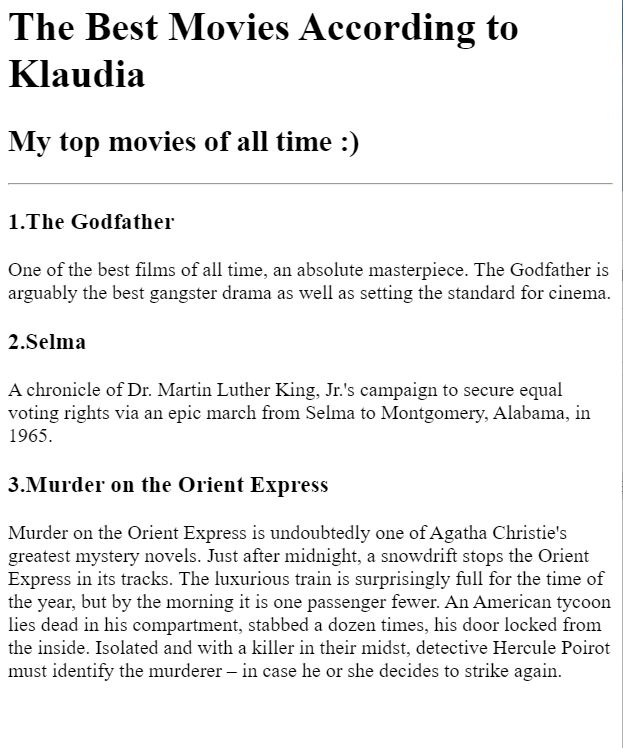 The Best Movies According to
Klaudia
My top movies of all time :)
1.The Godfather
One of the best films of all time, an absolute masterpiece. The Godfather is
arguably the best gangster drama as well as setting the standard for cinema.
2.Selma
A chronicle of Dr. Martin Luther King, Jr.'s campaign to secure equal
voting rights via an epic march from Selma to Montgomery, Alabama, in
1965.
3.Murder on the Orient Express
Murder on the Orient Express is undoubtedly one of Agatha Christie's
greatest mystery novels. Just after midnight, a snowdrift stops the Orient
Express in its tracks. The luxurious train is surprisingly full for the time of
the year, but by the morning it is one passenger fewer. An American tycoon
lies dead in his compartment, stabbed a dozen times, his door locked from
the inside. Isolated and with a killer in their midst, detective Hercule Poirot
must identify the murderer – in case he or she decides to strike again.